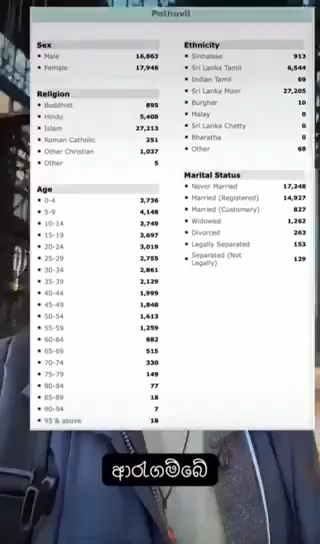 Pothuvil
Sex
Male 16,863
Female 17,946
Religion
Buddhist 895
Hindu 5,408
Islam 27,213
Roman Catholic 251
Other Christian 1,037
Other 5
Age
0-4 3,736
5-9 4,148
10-14 3,749
15-19 3,697
20-24 3,019
25-29 2,755
30-34 2,861
35-39 2,129
40-44 1,999
45-49 1,848
50-54 1,613
55-59 1,259
60-64 882
65-69 515
70-74 330
75-79 149
80-84 77
85-89 18
90-94 7
95 & above 18
Ethnicity
Sinhalese 913
Sri Lanka Tamil 6,544
Indian Tamil 69
Sri Lanka Moor 27,205
Burgher 10
Malay 0
Sri Lanka Chetty 0
Bharatha 0
Other 68
Marital Status
Never Married 17,248
Married (Registered) 14,927
Married (Customary) 827
Widowed 1,262
Divorced 263
Legally Separated 153
Separated (Not
Legally) 129
ආරුගම්බේ